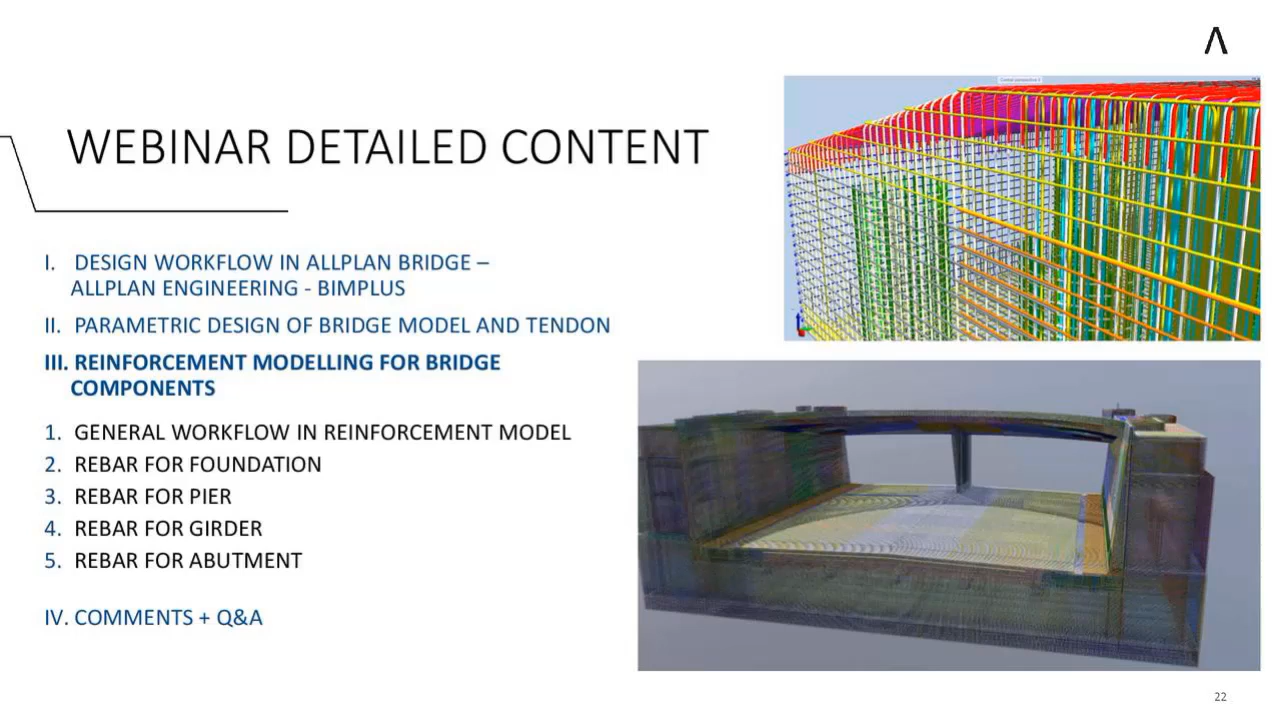 WEBINAR DETAILED CONTENT
I. DESIGN WORKFLOW IN ALLPLAN BRIDGE –
ALLPLAN ENGINEERING - BIMPLUS
II. PARAMETRIC DESIGN OF BRIDGE MODEL AND TENDON
III. REINFORCEMENT MODELLING FOR BRIDGE
COMPONENTS
1. GENERAL WORKFLOW IN REINFORCEMENT MODEL
2. REBAR FOR FOUNDATION
3. REBAR FOR PIER
4. REBAR FOR GIRDER
5. REBAR FOR ABUTMENT
IV. COMMENTS + Q&A
22